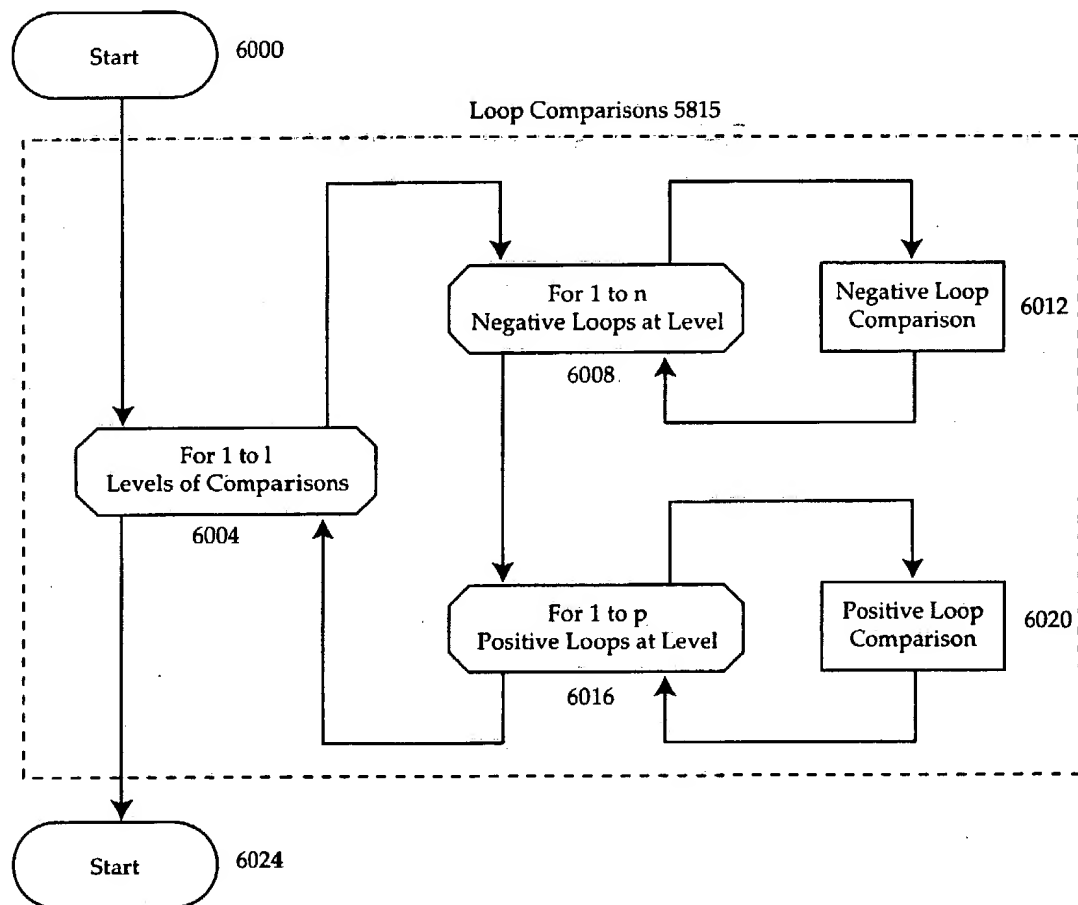 Start
6000
Loop Comparisons 5815
For 1 to n
Negative Loops at Level
6008
Negative Loop
Comparison
6012
For 1 to l
Levels of Comparisons
6004
For 1 to p
Positive Loops at Level
6016
Positive Loop
Comparison
6020
Start
6024